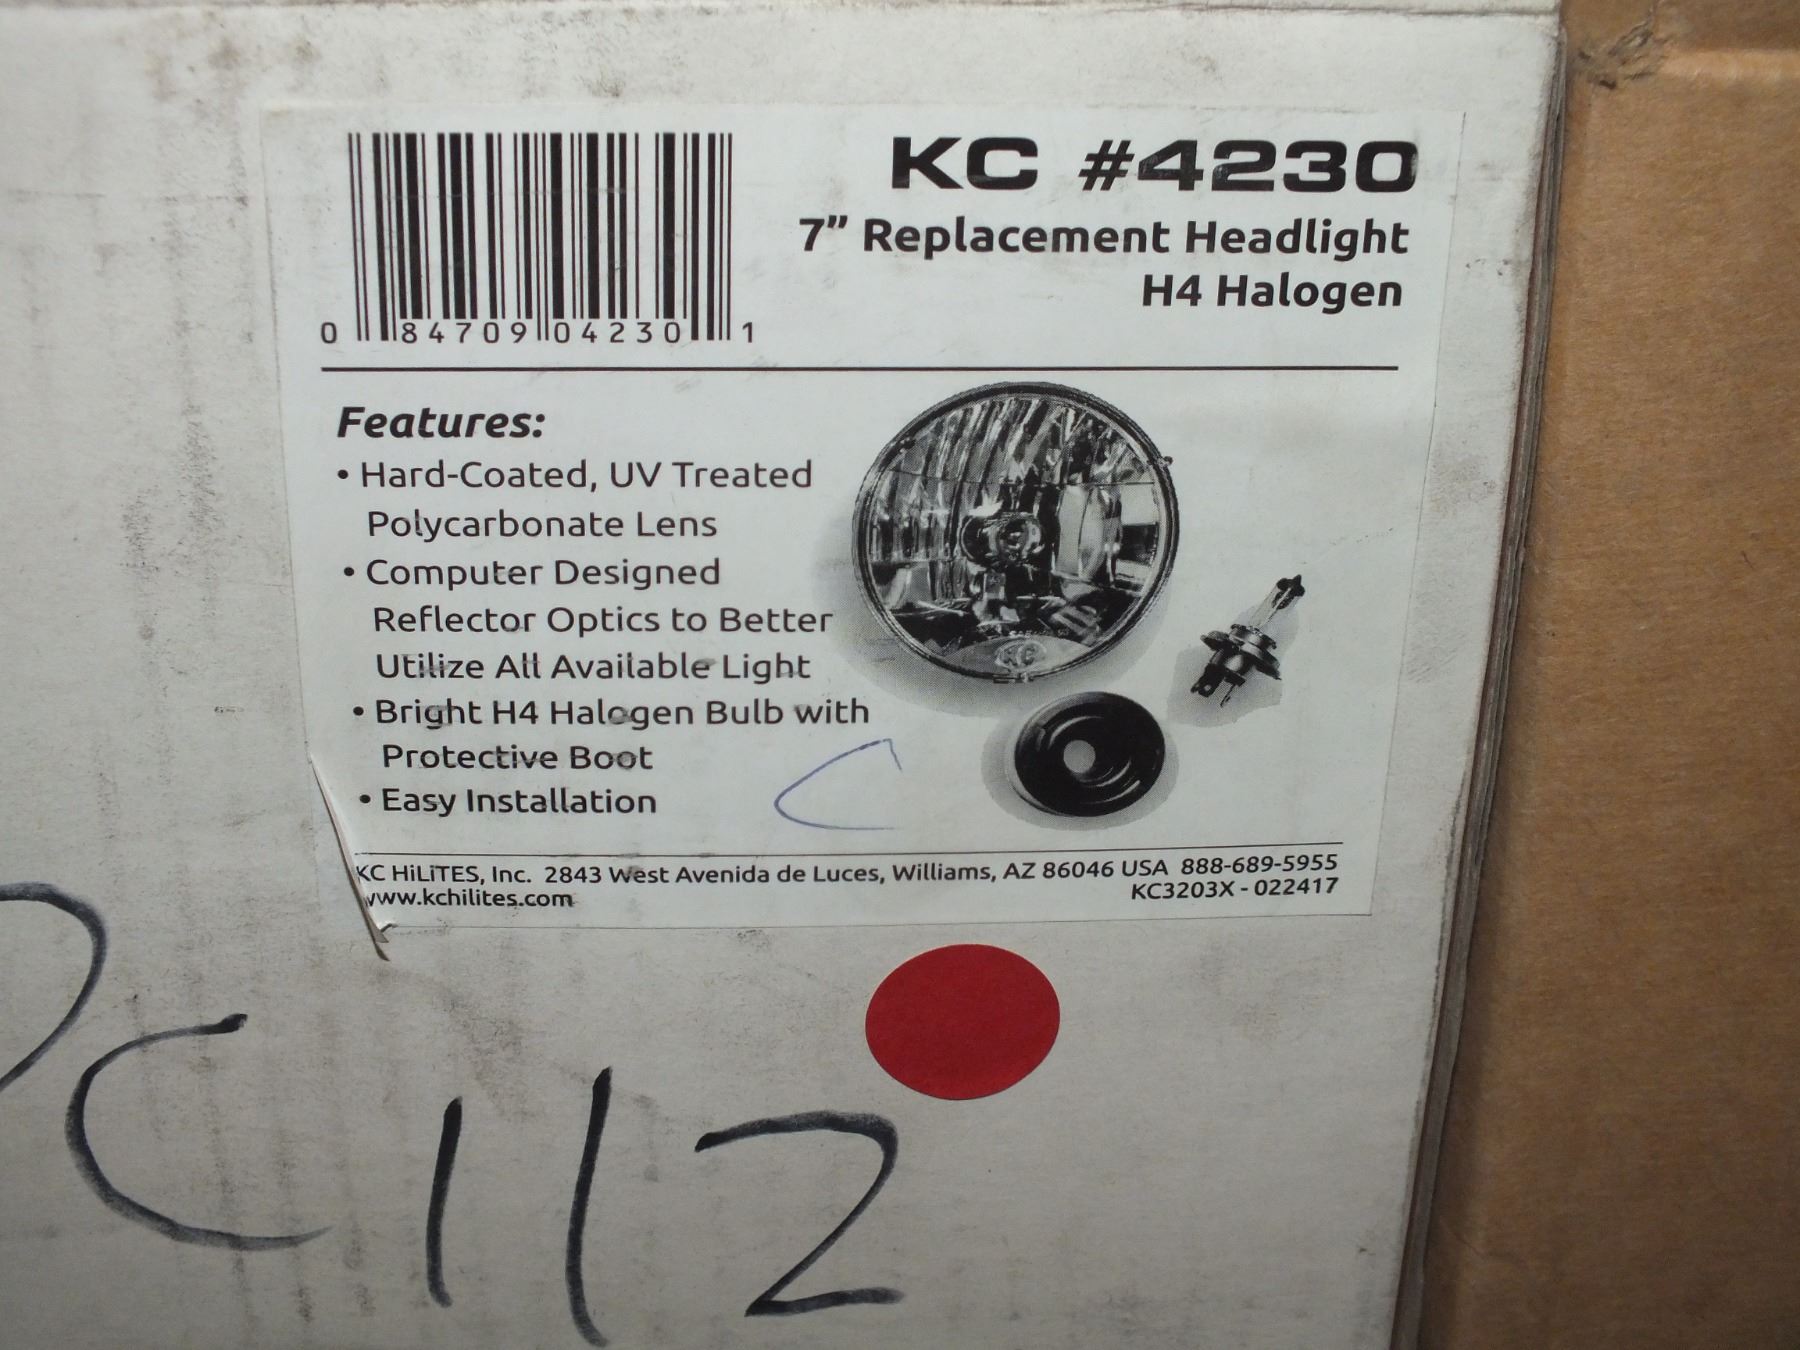 KC #4230
7” Replacement Headlight
H4 Halogen
0 84709 04230 1
Features:
• Hard-Coated, UV Treated
Polycarbonate Lens
• Computer Designed
Reflector Optics to Better
Utilize All Available Light
• Bright H4 Halogen Bulb with
Protective Boot
• Easy Installation
KC
C
KC HiLiTES, Inc. 2843 West Avenida de Luces, Williams, AZ 86046 USA 888-689-5955
www.kchilites.com
KC3203X - 022417
C112